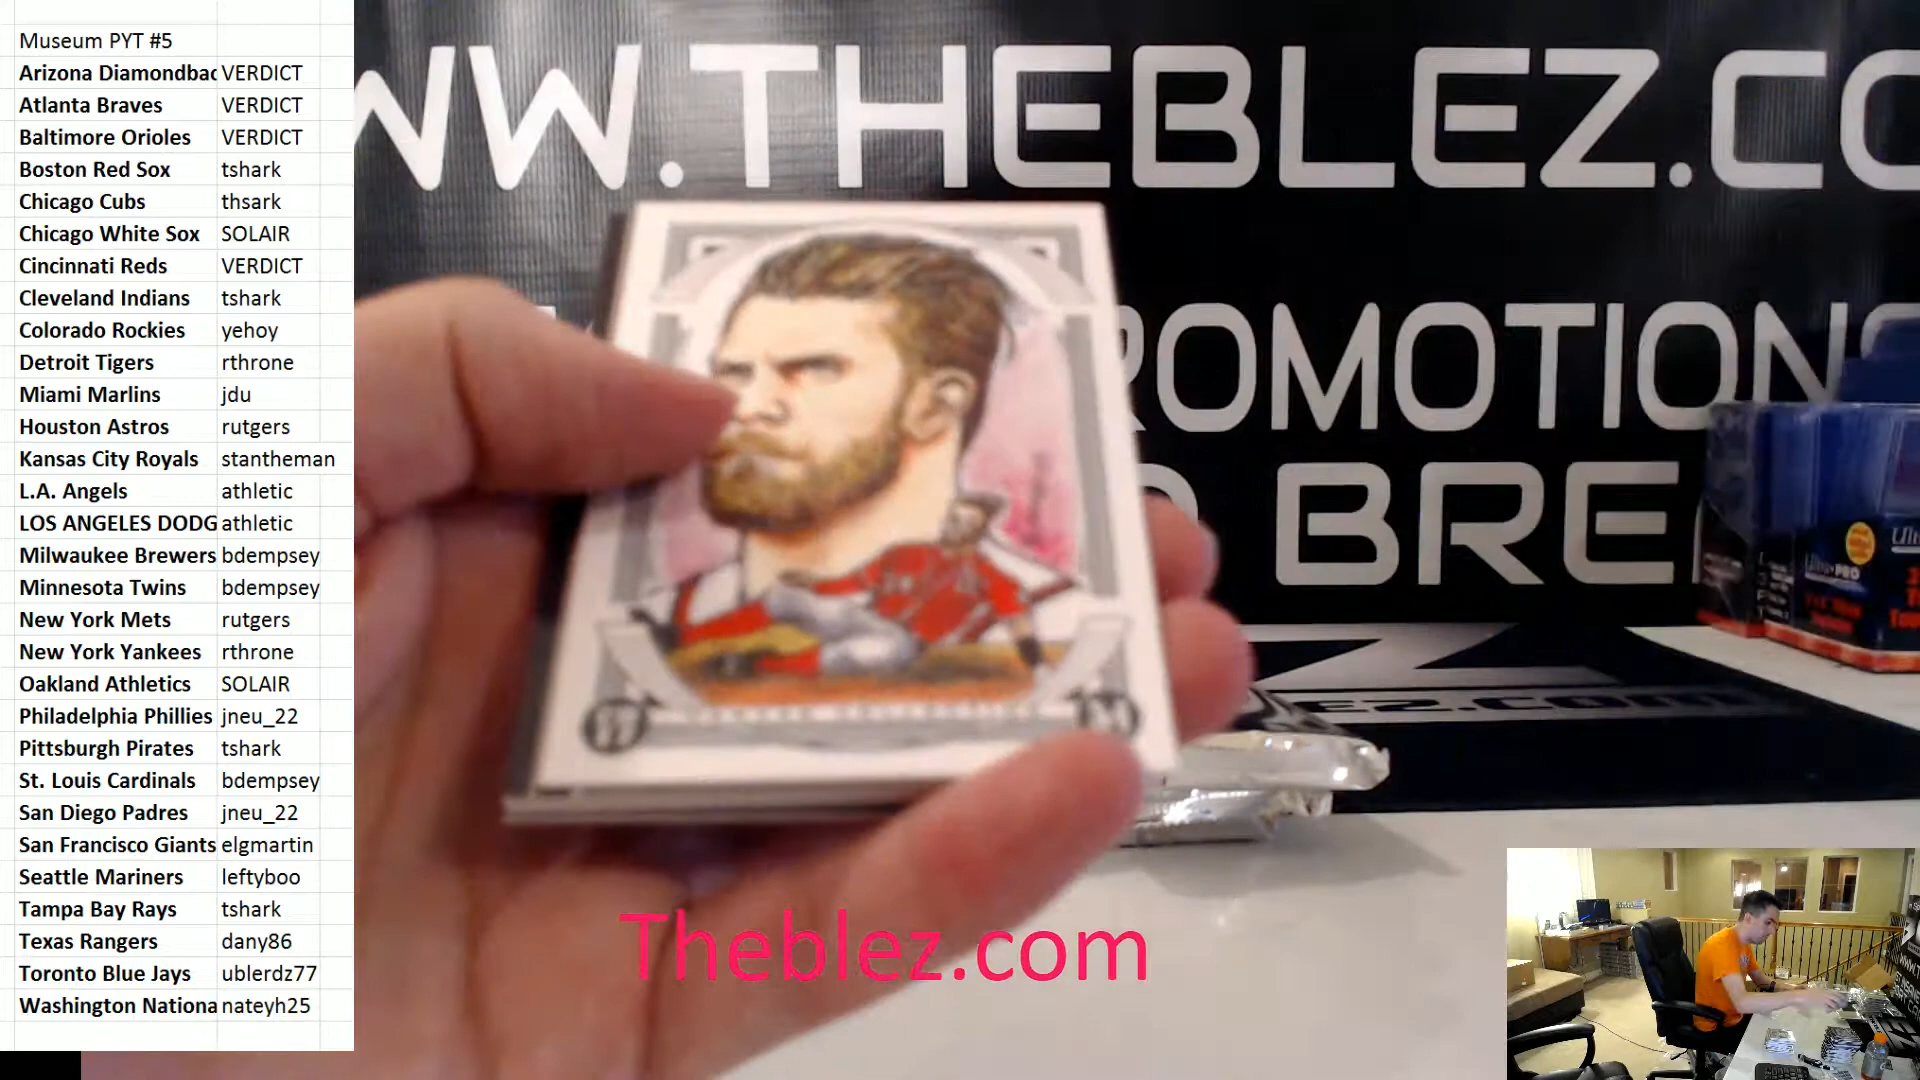 Museum PYT #5
Arizona Diamondbac VERDICT
Atlanta Braves VERDICT
Baltimore Orioles VERDICT
Boston Red Sox tshark
Chicago Cubs thsark
Chicago White Sox SOLAIR
Cincinnati Reds VERDICT
Cleveland Indians tshark
Colorado Rockies yehoy
Detroit Tigers rthrone
Miami Marlins jdu
Houston Astros rutgers
Kansas City Royals stantheman
L.A. Angels athletic
LOS ANGELES DODG athletic
Milwaukee Brewers bdempsey
Minnesota Twins bdempsey
New York Mets rutgers
New York Yankees rthrone
Oakland Athletics SOLAIR
Philadelphia Phillies jneu_22
Pittsburgh Pirates tshark
St. Louis Cardinals bdempsey
San Diego Padres jneu_22
San Francisco Giants elgmartin
Seattle Mariners leftyboo
Tampa Bay Rays tshark
Texas Rangers dany86
Toronto Blue Jays ublerdz77
Washington Nationa nateyh25
WW.THEBLEZ.CO
ROMOTIONS
BRE
EZ.COM
PRO
Theblez.com